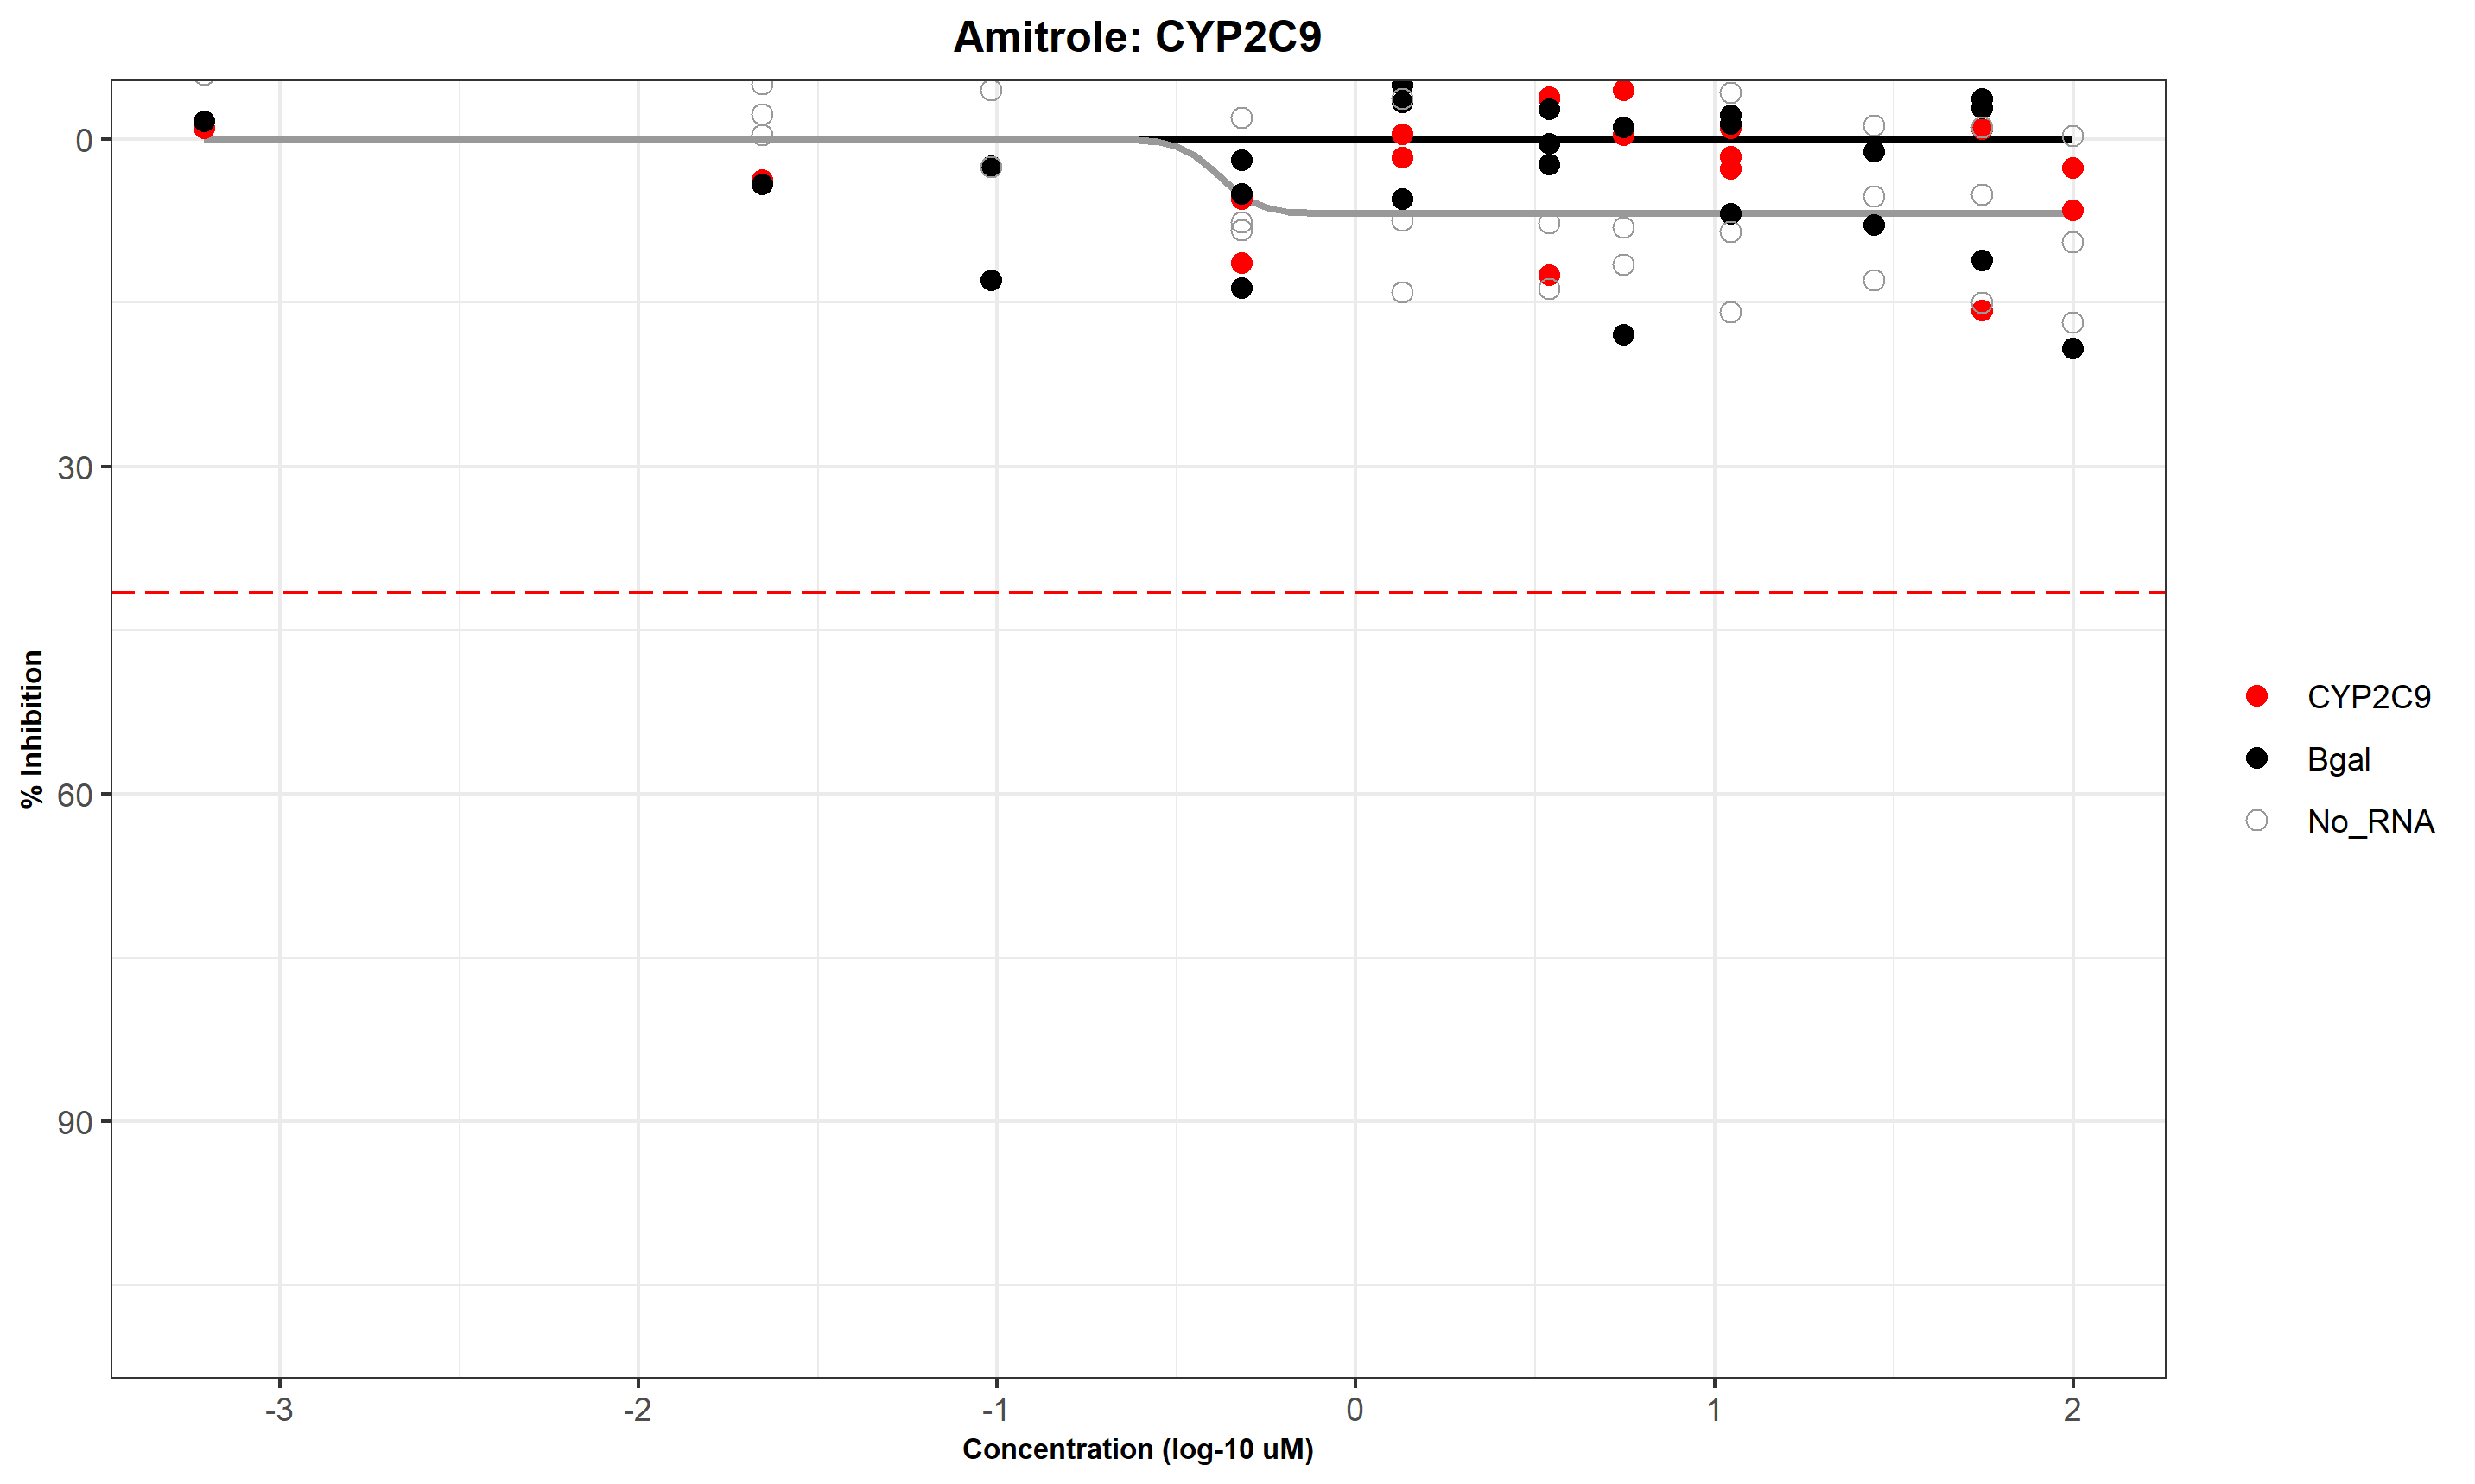 Amitrole: CYP2C9
% Inhibition
0
30
60
90
-3
-2
-1
0
1
2
Concentration (log-10 uM)
CYP2C9
Bgal
No_RNA